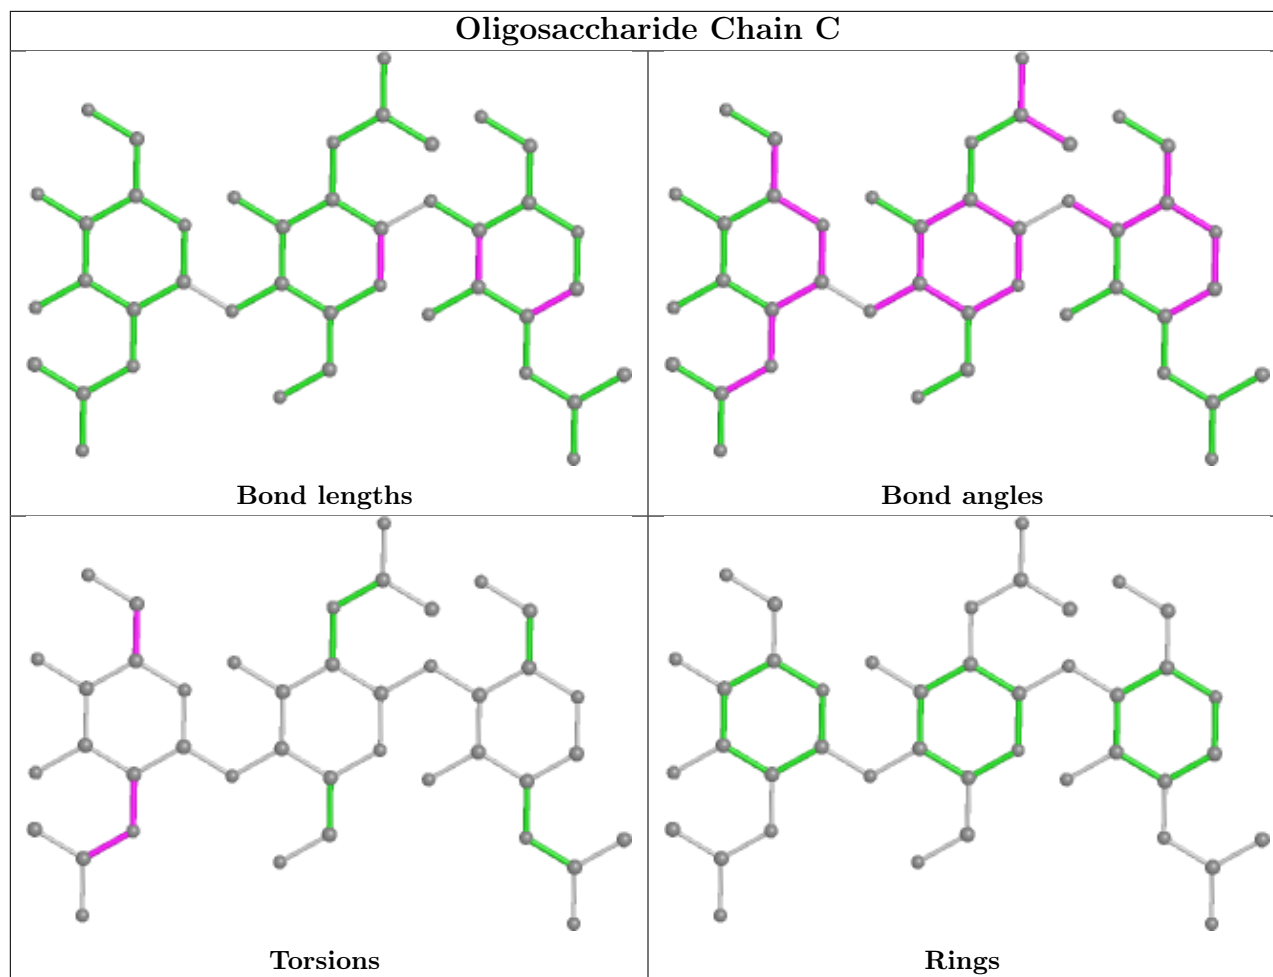 Oligosaccharide Chain C
Bond lengths
Bond angles
Torsions
Rings